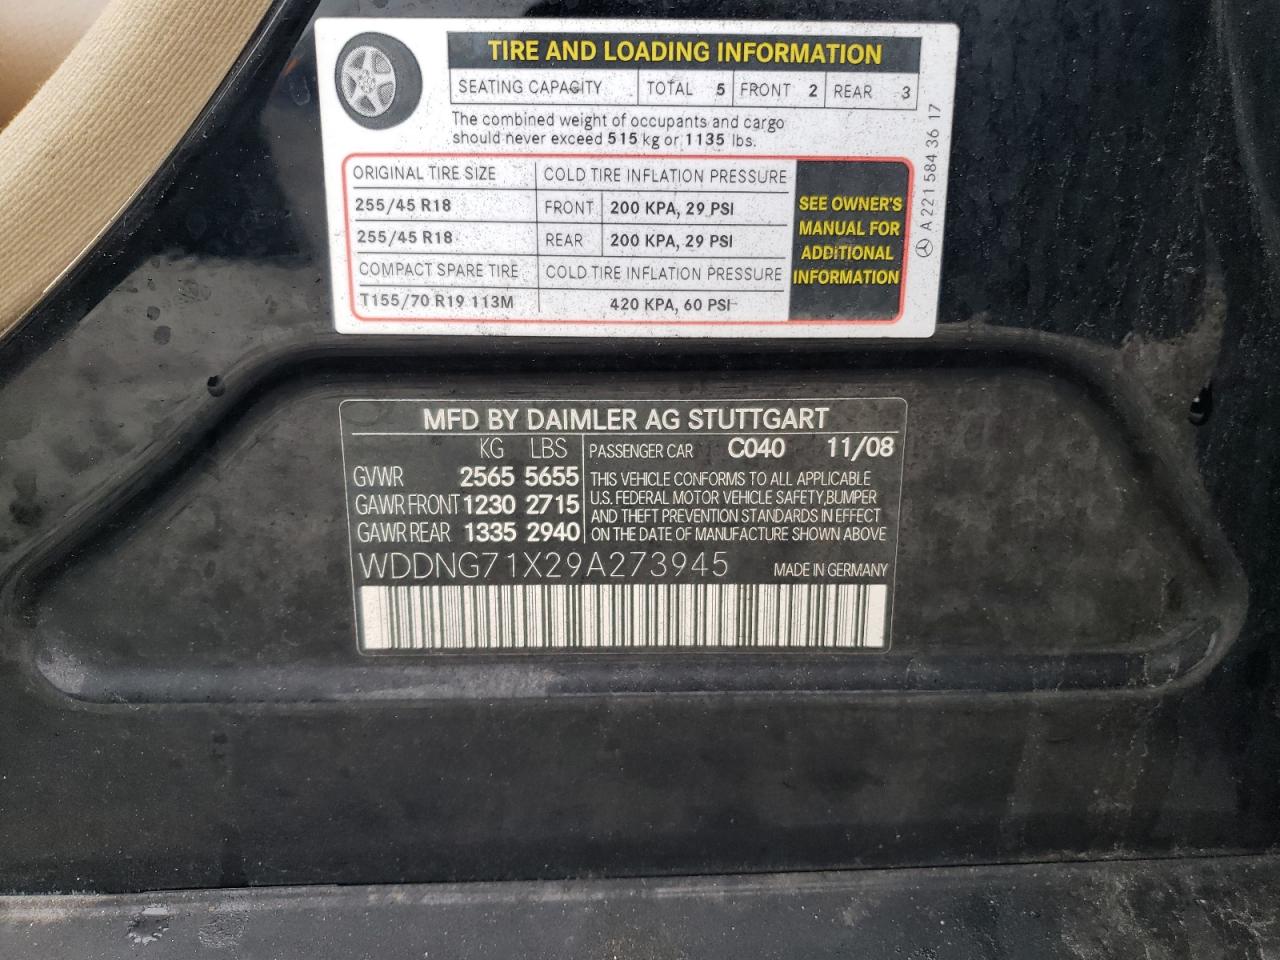 TIRE AND LOADING INFORMATION
SEATING CAPACITY TOTAL 5 FRONT 2 REAR 3
The combined weight of occupants and cargo
should never exceed 515 kg or 1135 lbs.
ORIGINAL TIRE SIZE COLD TIRE INFLATION PRESSURE
255/45 R18 FRONT 200 KPA, 29 PSI
255/45 R18 REAR 200 KPA, 29 PSI
COMPACT SPARE TIRE COLD TIRE INFLATION PRESSURE
T155/70 R19 113M 420 KPA, 60 PSI
SEE OWNER'S
MANUAL FOR
ADDITIONAL
INFORMATION
A 221 584 36 17
MFD BY DAIMLER AG STUTTGART
KG LBS
GVWR 2565 5655
GAWR FRONT 1230 2715
GAWR REAR 1335 2940
PASSENGER CAR C040 11/08
THIS VEHICLE CONFORMS TO ALL APPLICABLE
U.S. FEDERAL MOTOR VEHICLE SAFETY,BUMPER
AND THEFT PREVENTION STANDARDS IN EFFECT
ON THE DATE OF MANUFACTURE SHOWN ABOVE
WDDNG71X29A273945 MADE IN GERMANY